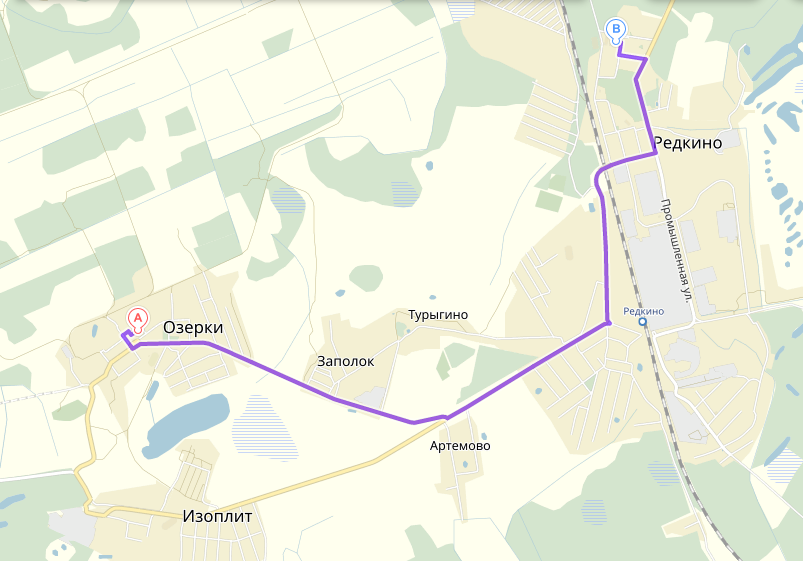 B
Редкино
Промышленная ул.
Редкино
A
Озерки
Турыгино
Заполок
Артемово
Изоплит